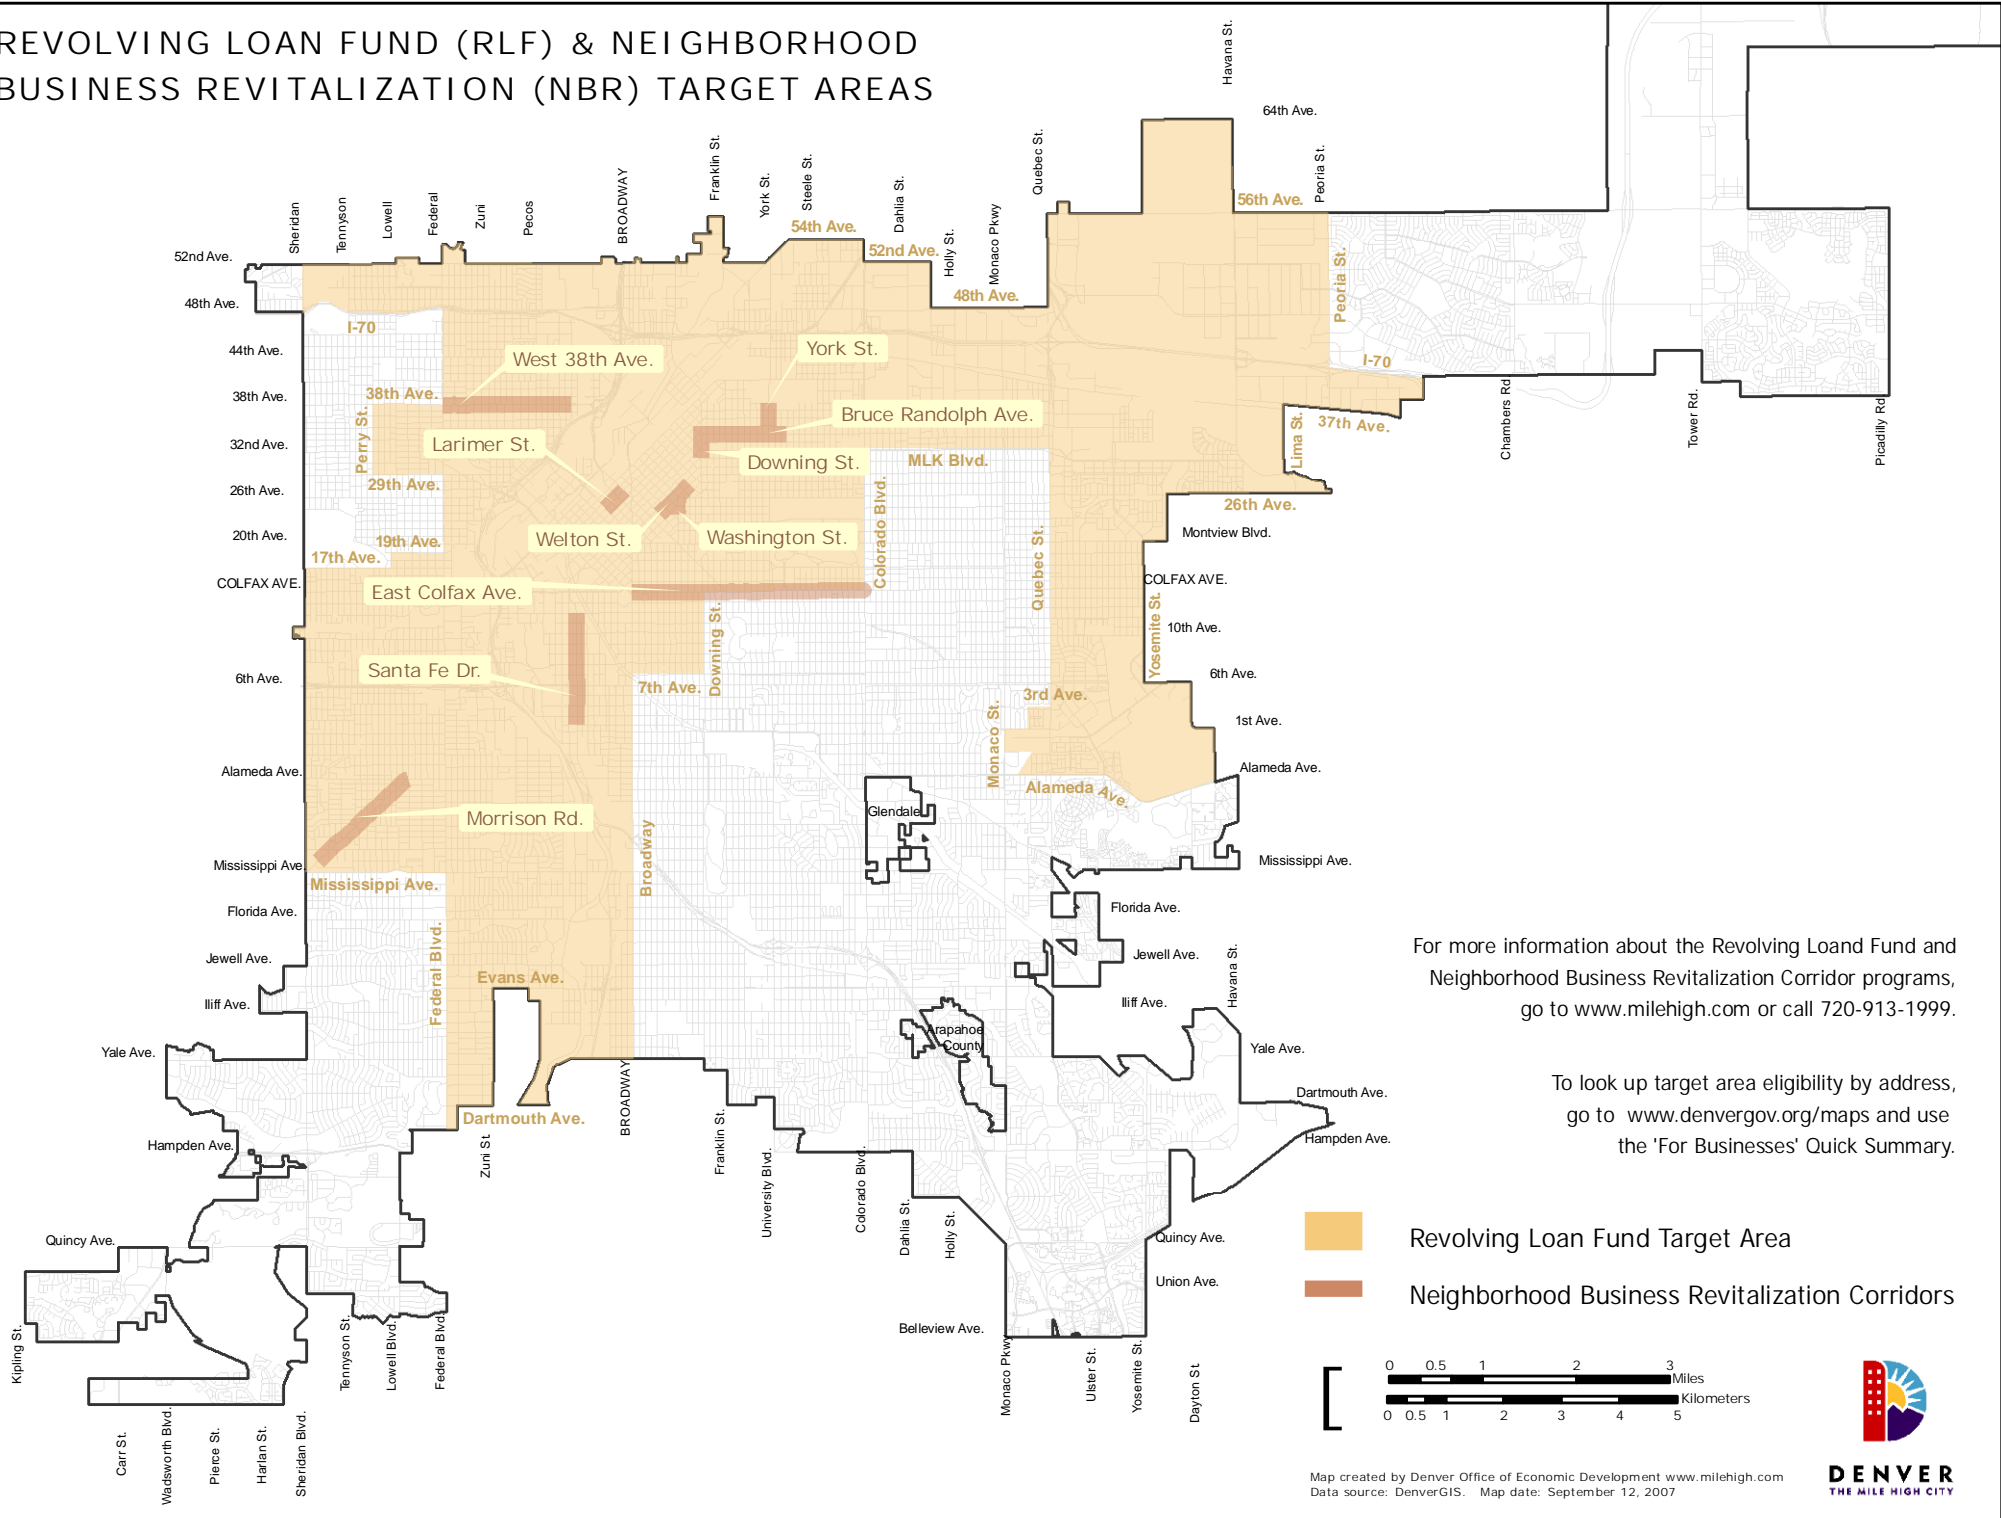 REVOLVING LOAN FUND (RLF) & NEIGHBORHOOD
BUSINESS REVITALIZATION (NBR) TARGET AREAS
Havana St.
64th Ave.
Sheridan
Tennyson
Lowell
Federal
Zuni
Pecos
BROADWAY
Franklin St.
York St.
Steele St.
Dahlia St.
Holly St.
Monaco Pkwy
Quebec St.
Peoria St.
56th Ave.
54th Ave.
52nd Ave.
48th Ave.
52nd Ave.
48th Ave.
44th Ave.
38th Ave.
32nd Ave.
26th Ave.
20th Ave.
COLFAX AVE.
6th Ave.
Alameda Ave.
Mississippi Ave.
Florida Ave.
Jewell Ave.
Iliff Ave.
Yale Ave.
Hampden Ave.
Quincy Ave.
I-70
38th Ave.
Perry St.
29th Ave.
19th Ave.
17th Ave.
West 38th Ave.
York St.
Bruce Randolph Ave.
Larimer St.
Downing St.
Welton St.
Washington St.
East Colfax Ave.
Santa Fe Dr.
Morrison Rd.
MLK Blvd.
Colorado Blvd.
Quebec St.
Peoria St.
I-70
37th Ave.
Lima St.
26th Ave.
Chambers Rd
Tower Rd.
Picadilly Rd
Montview Blvd.
COLFAX AVE.
Yosemite St.
10th Ave.
6th Ave.
1st Ave.
Alameda Ave.
Mississippi Ave.
Florida Ave.
Jewell Ave.
Iliff Ave.
Havana St.
Yale Ave.
Dartmouth Ave.
Hampden Ave.
Downing St.
7th Ave.
3rd Ave.
Monaco St.
Alameda Ave.
Glendale
Broadway
Mississippi Ave.
Federal Blvd.
Evans Ave.
Dartmouth Ave.
Arapahoe
County
Zuni St
BROADWAY
Franklin St.
University Blvd.
Colorado Blvd.
Dahlia St.
Holly St.
Quincy Ave.
Union Ave.
Belleview Ave.
Monaco Pkwy
Ulster St.
Yosemite St.
Dayton St
Kipling St.
Carr St.
Wadsworth Blvd.
Pierce St.
Harlan St.
Sheridan Blvd.
Tennyson St.
Lowell Blvd.
Federal Blvd
For more information about the Revolving Loand Fund and
Neighborhood Business Revitalization Corridor programs,
go to www.milehigh.com or call 720-913-1999.
To look up target area eligibility by address,
go to www.denvergov.org/maps and use
the 'For Businesses' Quick Summary.
Revolving Loan Fund Target Area
Neighborhood Business Revitalization Corridors
0 0.5 1 2 3
Miles
Kilometers
0 0.5 1 2 3 4 5
Map created by Denver Office of Economic Development www.milehigh.com
Data source: DenverGIS. Map date: September 12, 2007
DENVER
THE MILE HIGH CITY